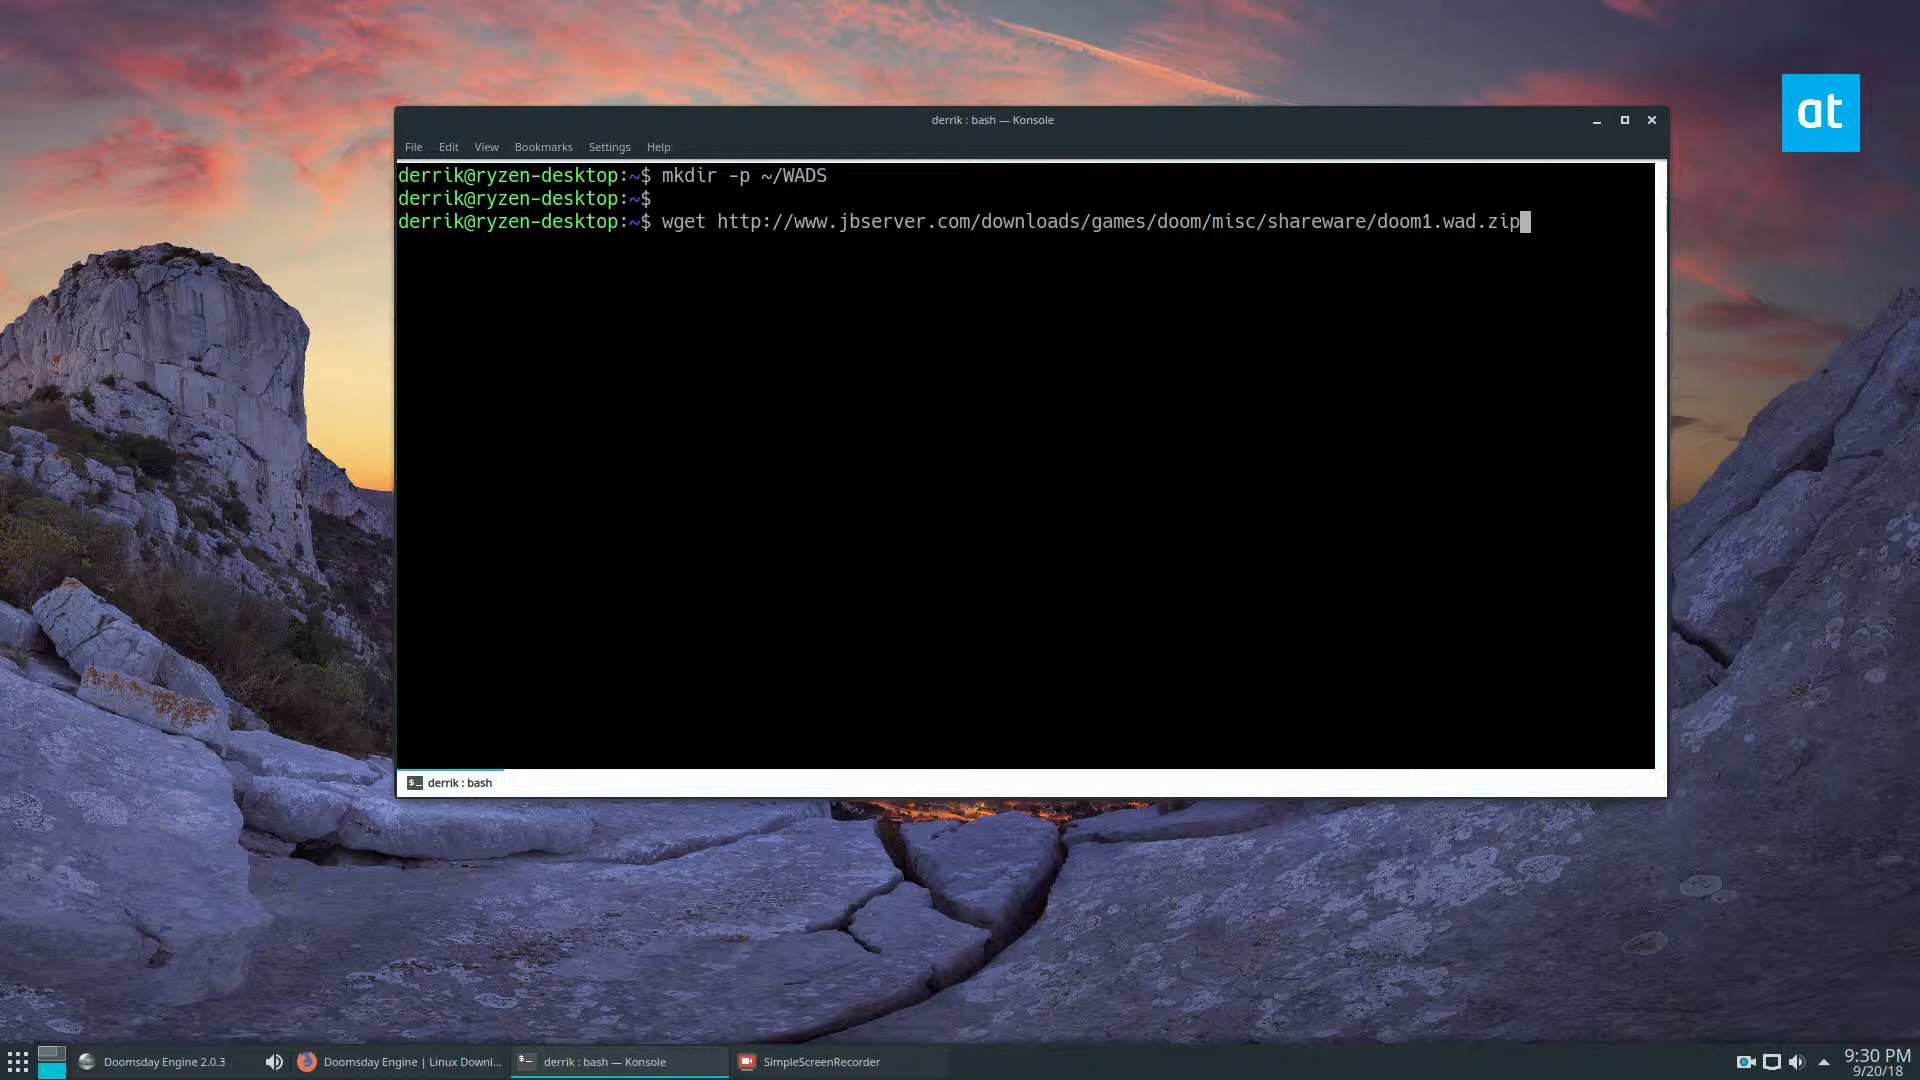 at
derrik : bash — Konsole
File Edit View Bookmarks Settings Help
derrik@ryzen-desktop:~$ mkdir -p ~/WADS
derrik@ryzen-desktop:~$
derrik@ryzen-desktop:~$ wget http://www.jbserver.com/downloads/games/doom/misc/shareware/doom1.wad.zip
derrik : bash
Doomsday Engine 2.0.3
Doomsday Engine | Linux Downl...
derrik : bash — Konsole
SimpleScreenRecorder
9:30 PM
9/20/18